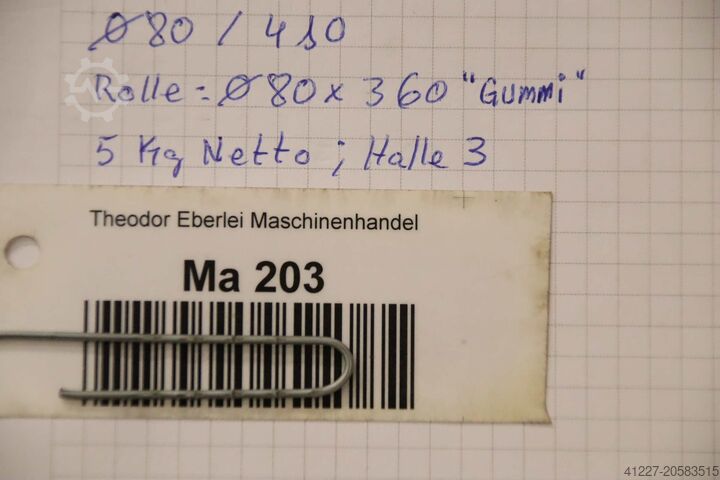 Ø80 / 410
Rolle = Ø80 x 360 "Gummi"
5 Kg Netto ; Halle 3
Theodor Eberlei Maschinenhandel
Ma 203
41227-20583515